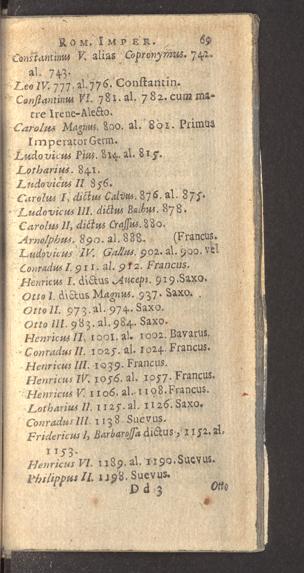 ROM. IMPER. 69
Constantinus V. alias Copronymus. 742.
al. 743.
Leo IV. 777. al. 776. Constantin.
Constantinus VI. 781. al. 782. cum ma-
tre Irene-Alecto.
Carolus Magnus. 800. al. 801. Primus
Imperator Germ.
Ludovicus Pius. 814. al. 815.
Lotharius. 841.
Ludovicus II 856.
Carolus I, dictus Calvus. 876. al. 875.
Ludovicus III. dictus Balbus. 878.
Carolus II, dictus Crassus. 880.
Arnolphus. 890. al. 888. (Francus.
Ludovicus IV. Gallus. 902. al. 900. vel
Conradus I. 911. al. 912. Francus.
Henricus I. dictus Auceps. 919. Saxo.
Otto I. dictus Magnus. 937. Saxo.
Otto II. 973. al. 974. Saxo.
Otto III. 983. al. 984. Saxo.
Henricus II, 1001. al. 1002. Bavarus.
Conradus II. 1025. al. 1024. Francus.
Henricus III. 1039. Francus.
Henricus IV. 1056. al. 1057. Francus.
Henricus V. 1106. al. 1198. Francus.
Lotharius II. 1125. al. 1126. Saxo.
Conradus III. 1138. Suevus.
Fridericus I, Barbarossa dictus, 1152. al.
1153.
Henricus VI. 1189. al. 1190. Suevus.
Philippus II. 1198. Suevus.
Dd 3 Otto